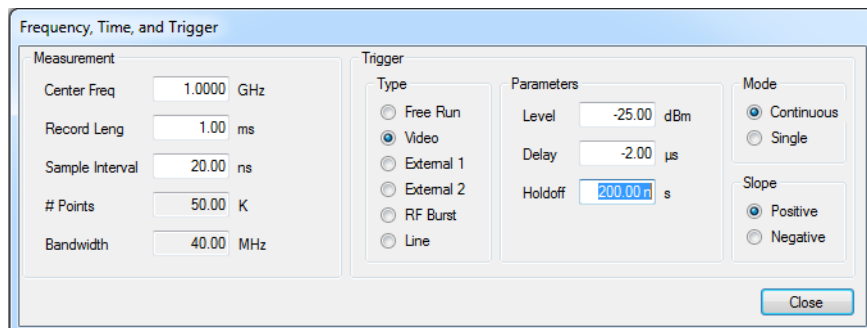 Frequency, Time, and Trigger
Measurement
Center Freq 1.0000 GHz
Record Leng 1.00 ms
Sample Interval 20.00 ns
# Points 50.00 K
Bandwidth 40.00 MHz
Trigger
Type
Free Run
Video
External 1
External 2
RF Burst
Line
Parameters
Level -25.00 dBm
Delay -2.00 µs
Holdoff 200.00 n s
Mode
Continuous
Single
Slope
Positive
Negative
Close